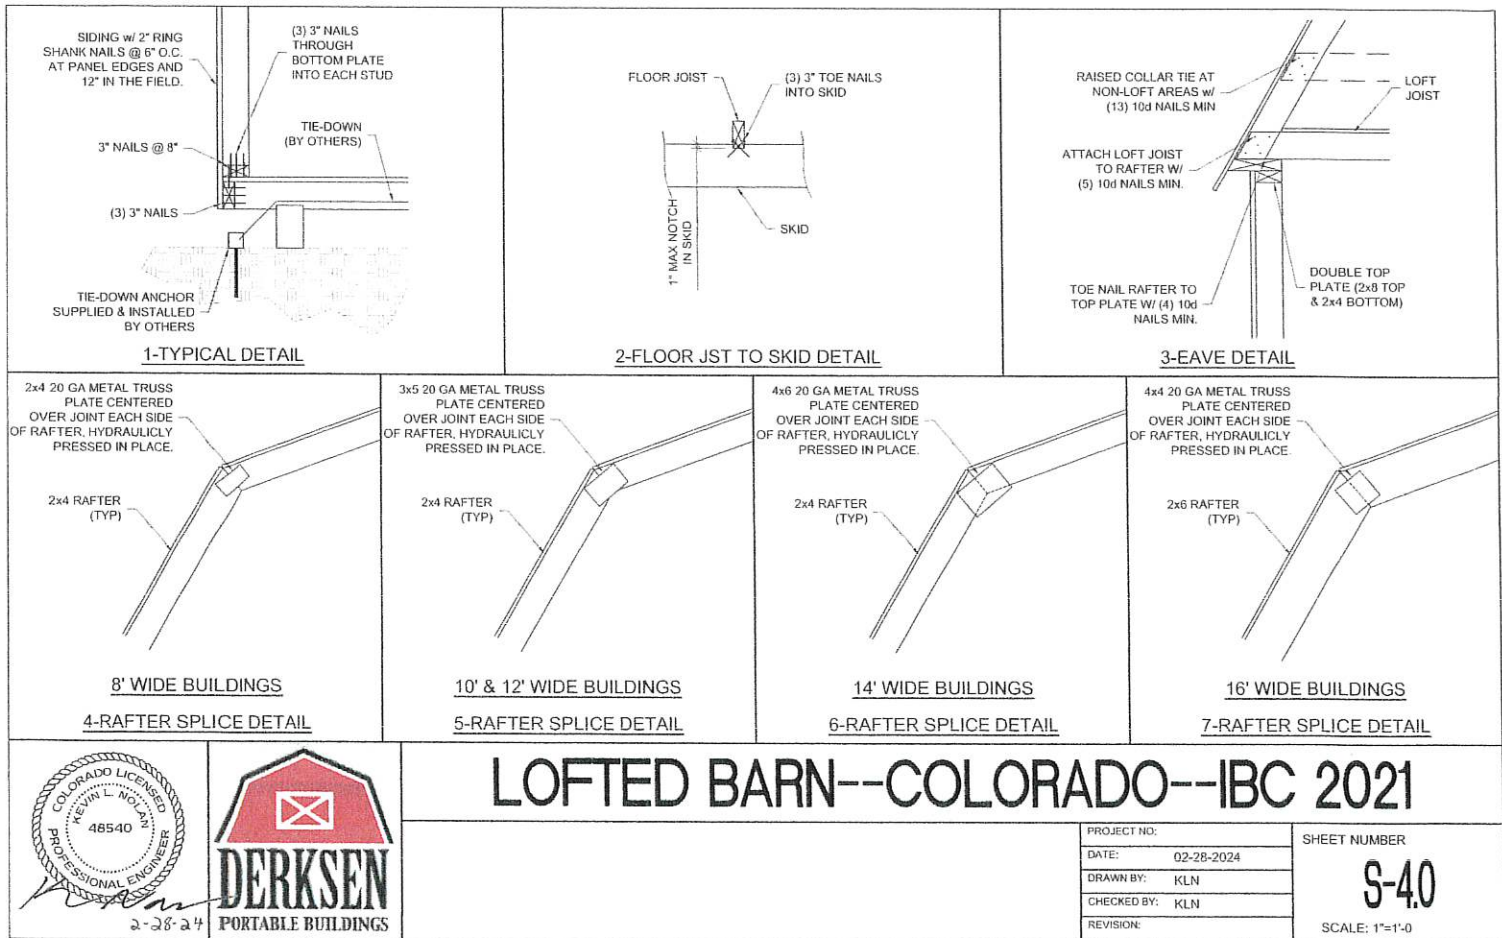 SIDING w/ 2" RING
SHANK NAILS @ 6" O.C.
AT PANEL EDGES AND
12" IN THE FIELD.
(3) 3" NAILS
THROUGH
BOTTOM PLATE
INTO EACH STUD
TIE-DOWN
(BY OTHERS)
3" NAILS @ 8"
(3) 3" NAILS
TIE-DOWN ANCHOR
SUPPLIED & INSTALLED
BY OTHERS
1-TYPICAL DETAIL
FLOOR JOIST
(3) 3" TOE NAILS
INTO SKID
1" MAX NOTCH
IN SKID
SKID
2-FLOOR JST TO SKID DETAIL
RAISED COLLAR TIE AT
NON-LOFT AREAS w/
(13) 10d NAILS MIN
LOFT
JOIST
ATTACH LOFT JOIST
TO RAFTER W/
(5) 10d NAILS MIN.
TOE NAIL RAFTER TO
TOP PLATE W/ (4) 10d
NAILS MIN.
DOUBLE TOP
PLATE (2x8 TOP
& 2x4 BOTTOM)
3-EAVE DETAIL
2x4 20 GA METAL TRUSS
PLATE CENTERED
OVER JOINT EACH SIDE
OF RAFTER, HYDRAULICLY
PRESSED IN PLACE.
2x4 RAFTER
(TYP)
8' WIDE BUILDINGS
4-RAFTER SPLICE DETAIL
3x5 20 GA METAL TRUSS
PLATE CENTERED
OVER JOINT EACH SIDE
OF RAFTER, HYDRAULICLY
PRESSED IN PLACE.
2x4 RAFTER
(TYP)
10' & 12' WIDE BUILDINGS
5-RAFTER SPLICE DETAIL
4x6 20 GA METAL TRUSS
PLATE CENTERED
OVER JOINT EACH SIDE
OF RAFTER, HYDRAULICLY
PRESSED IN PLACE.
2x4 RAFTER
(TYP)
14' WIDE BUILDINGS
6-RAFTER SPLICE DETAIL
4x4 20 GA METAL TRUSS
PLATE CENTERED
OVER JOINT EACH SIDE
OF RAFTER, HYDRAULICLY
PRESSED IN PLACE.
2x6 RAFTER
(TYP)
16' WIDE BUILDINGS
7-RAFTER SPLICE DETAIL
COLORADO LICENSED
KEVIN L. NOLAN
48540
PROFESSIONAL ENGINEER
2-28-24
DERKSEN
PORTABLE BUILDINGS
LOFTED BARN--COLORADO--IBC 2021
PROJECT NO:
DATE: 02-28-2024
DRAWN BY: KLN
CHECKED BY: KLN
REVISION:
SHEET NUMBER
S-4.0
SCALE: 1"=1'-0